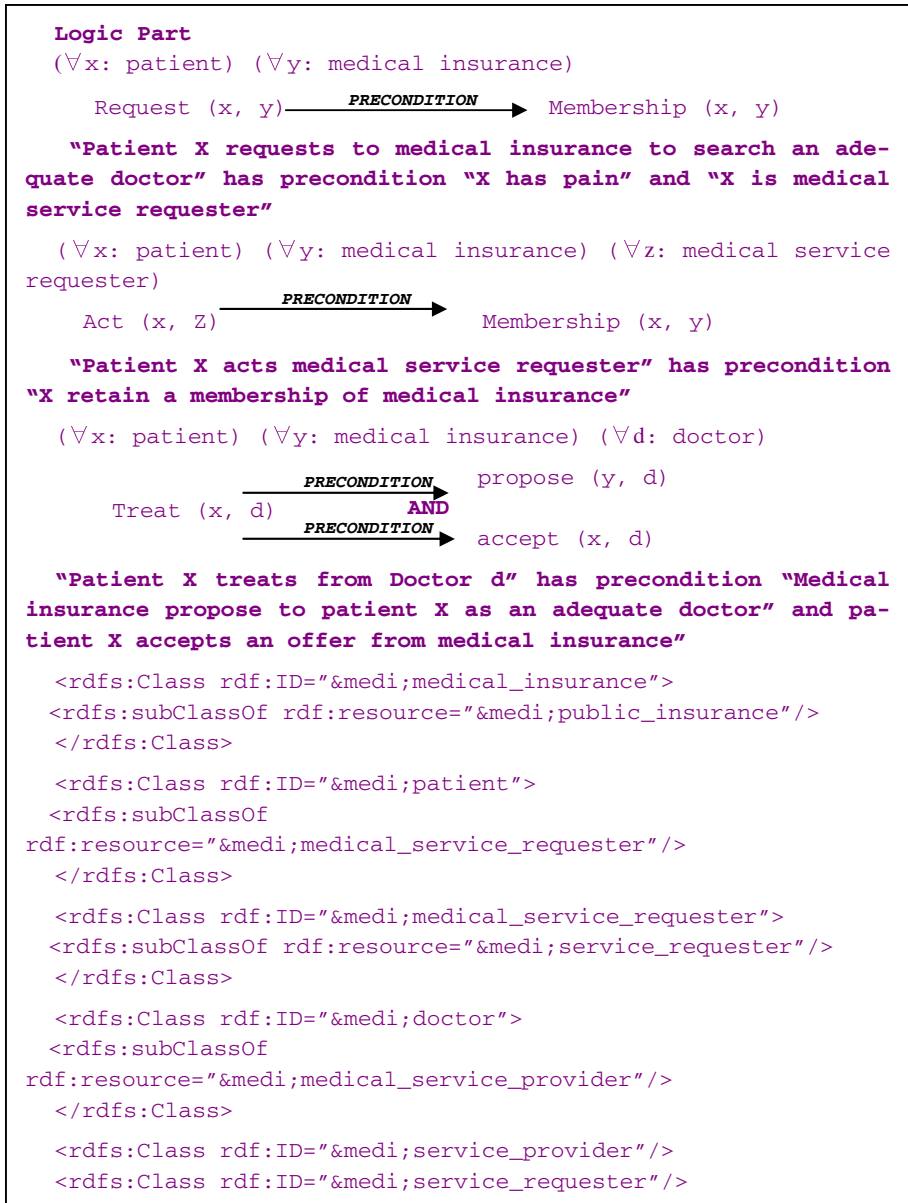 Logic Part
(∀x: patient) (∀y: medical insurance)
Request (x, y) PRECONDITION Membership (x, y)
“Patient X requests to medical insurance to search an ade-
quate doctor” has precondition “X has pain” and “X is medical
service requester”
(∀x: patient) (∀y: medical insurance) (∀z: medical service
requester)
PRECONDITION
Act (x, Z) Membership (x, y)
“Patient X acts medical service requester” has precondition
“X retain a membership of medical insurance”
(∀x: patient) (∀y: medical insurance) (∀d: doctor)
PRECONDITION propose (y, d)
Treat (x, d) AND
PRECONDITION accept (x, d)
“Patient X treats from Doctor d” has precondition “Medical
insurance propose to patient X as an adequate doctor” and pa-
tient X accepts an offer from medical insurance”
<rdfs:Class rdf:ID=”&medi;medical_insurance”>
<rdfs:subClassOf rdf:resource=”&medi;public_insurance”/>
</rdfs:Class>
<rdfs:Class rdf:ID=”&medi;patient”>
<rdfs:subClassOf
rdf:resource=”&medi;medical_service_requester”/>
</rdfs:Class>
<rdfs:Class rdf:ID=”&medi;medical_service_requester”>
<rdfs:subClassOf rdf:resource=”&medi;service_requester”/>
</rdfs:Class>
<rdfs:Class rdf:ID=”&medi;doctor”>
<rdfs:subClassOf
rdf:resource=”&medi;medical_service_provider”/>
</rdfs:Class>
<rdfs:Class rdf:ID=”&medi;service_provider”/>
<rdfs:Class rdf:ID=”&medi;service_requester”/>